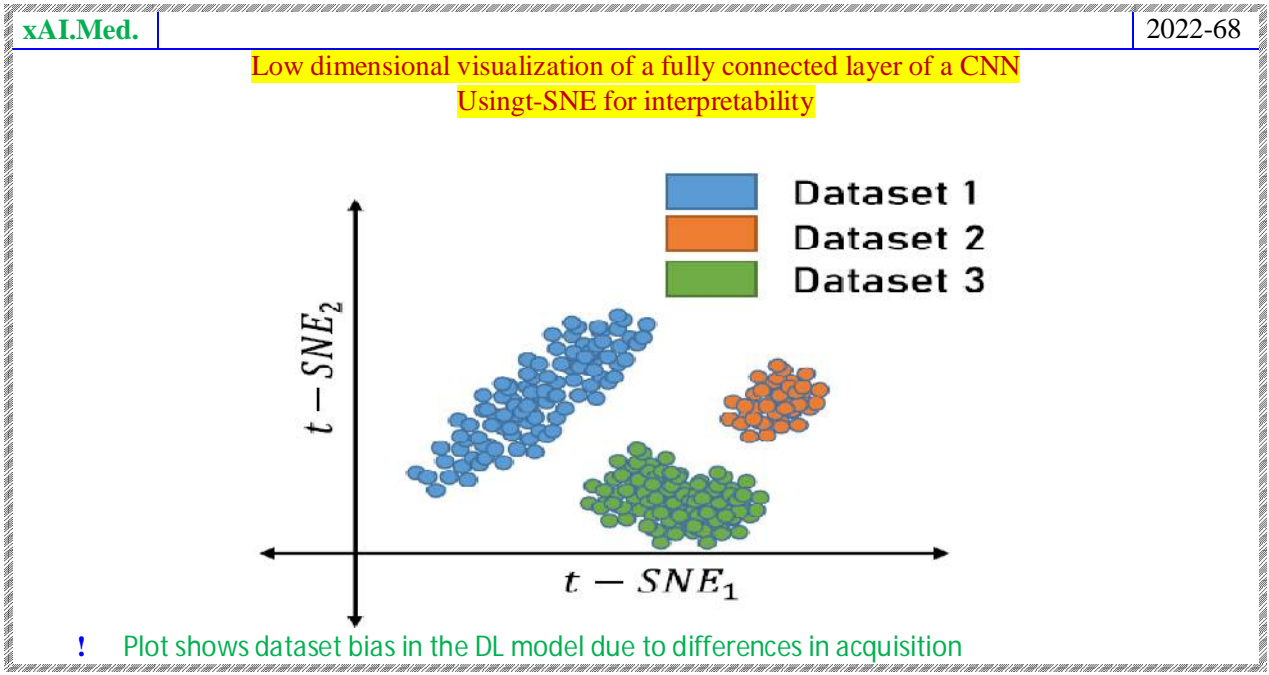 xAI.Med.
2022-68
Low dimensional visualization of a fully connected layer of a CNN
Usingt-SNE for interpretability
Dataset 1
Dataset 2
Dataset 3
t − SNE₂
t − SNE₁
! Plot shows dataset bias in the DL model due to differences in acquisition